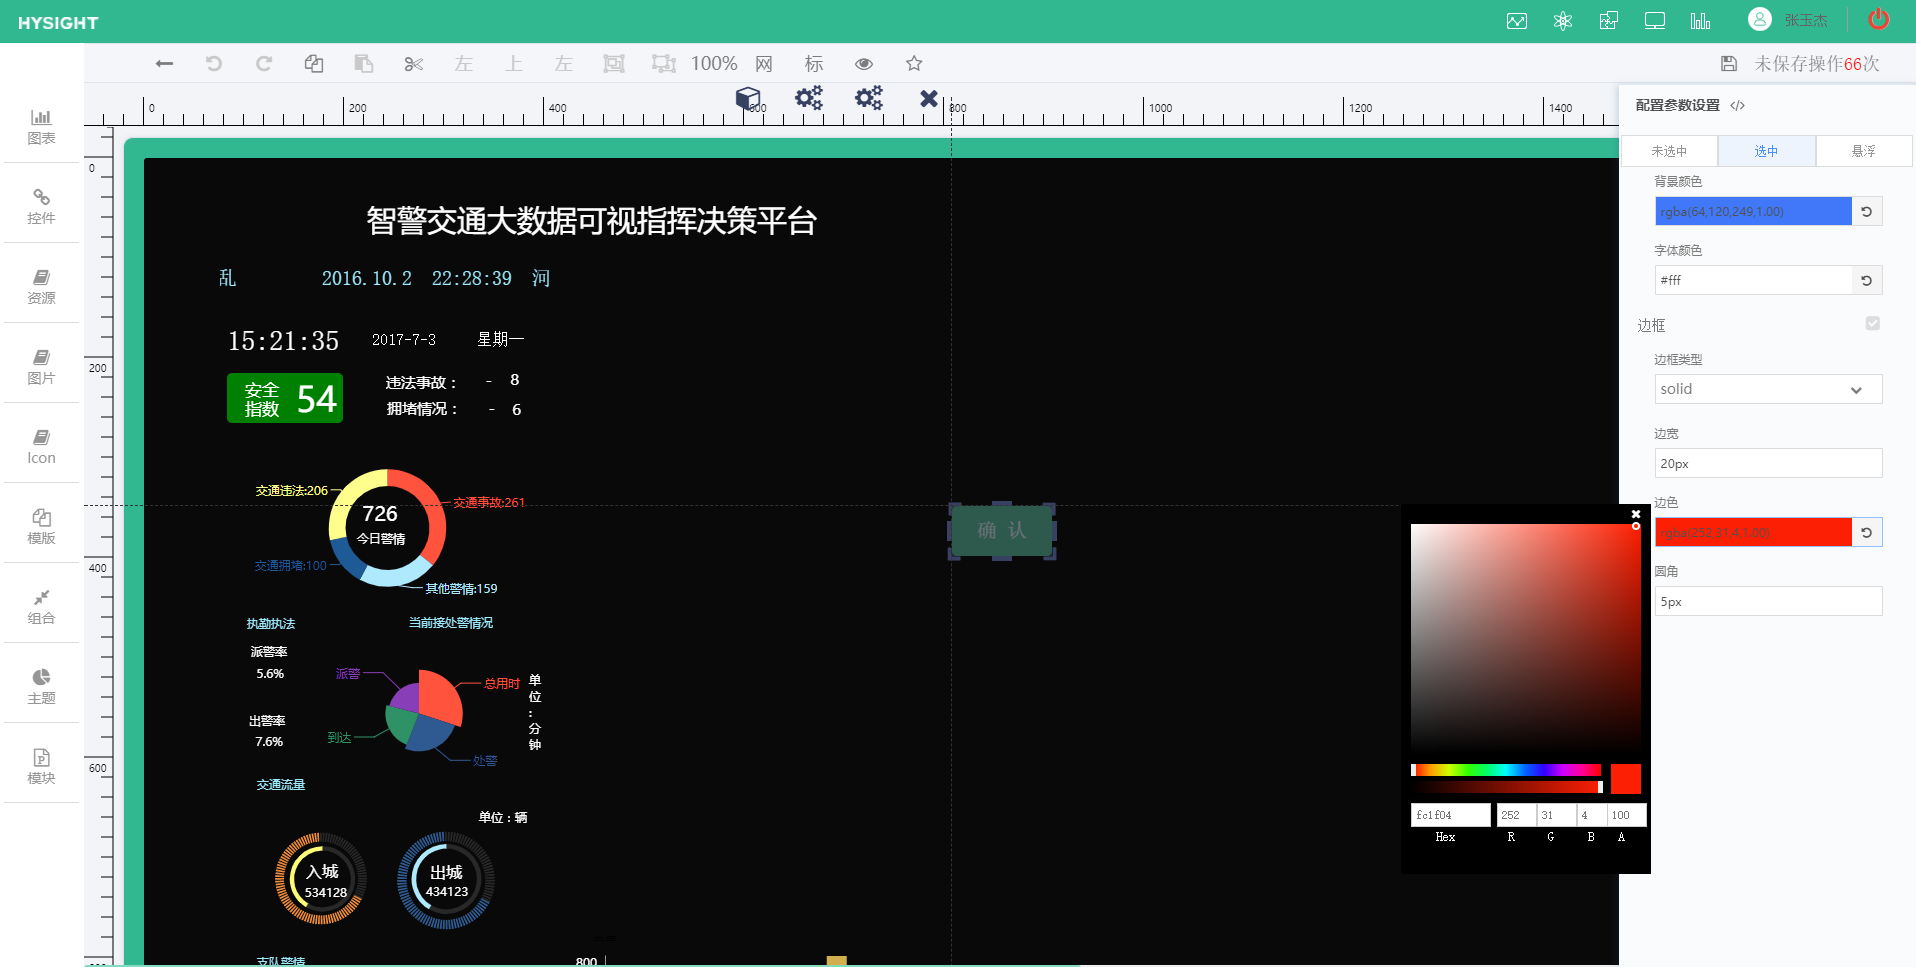 HYSIGHT
张玉杰
左
上
左
100%
网
标
未保存操作66次
0
200
400
600
800
1000
1200
1400
0
200
400
600
图表
控件
资源
图片
Icon
模版
组合
主题
模块
智警交通大数据可视指挥决策平台
乱 2016.10.2 22:28:39 河
15:21:35 2017-7-3 星期一
安全
指数
54
违法事故： - 8
拥堵情况： - 6
交通违法:206
交通事故:261
726
今日警情
交通拥堵:100
其他警情:159
执勤执法
当前接处警情况
派警率
5.6%
出警率
7.6%
派警
总用时
到达
处警
单
位
:
分
钟
交通流量
单位：辆
入城
534128
出城
434123
支队警情
800
确 认
配置参数设置 </>
未选中
选中
悬浮
背景颜色
rgba(64,120,249,1.00)
字体颜色
#fff
边框
边框类型
solid
边宽
20px
边色
rgba(252,31,4,1.00)
圆角
5px
fc1f04
252
31
4
100
Hex
R
G
B
A